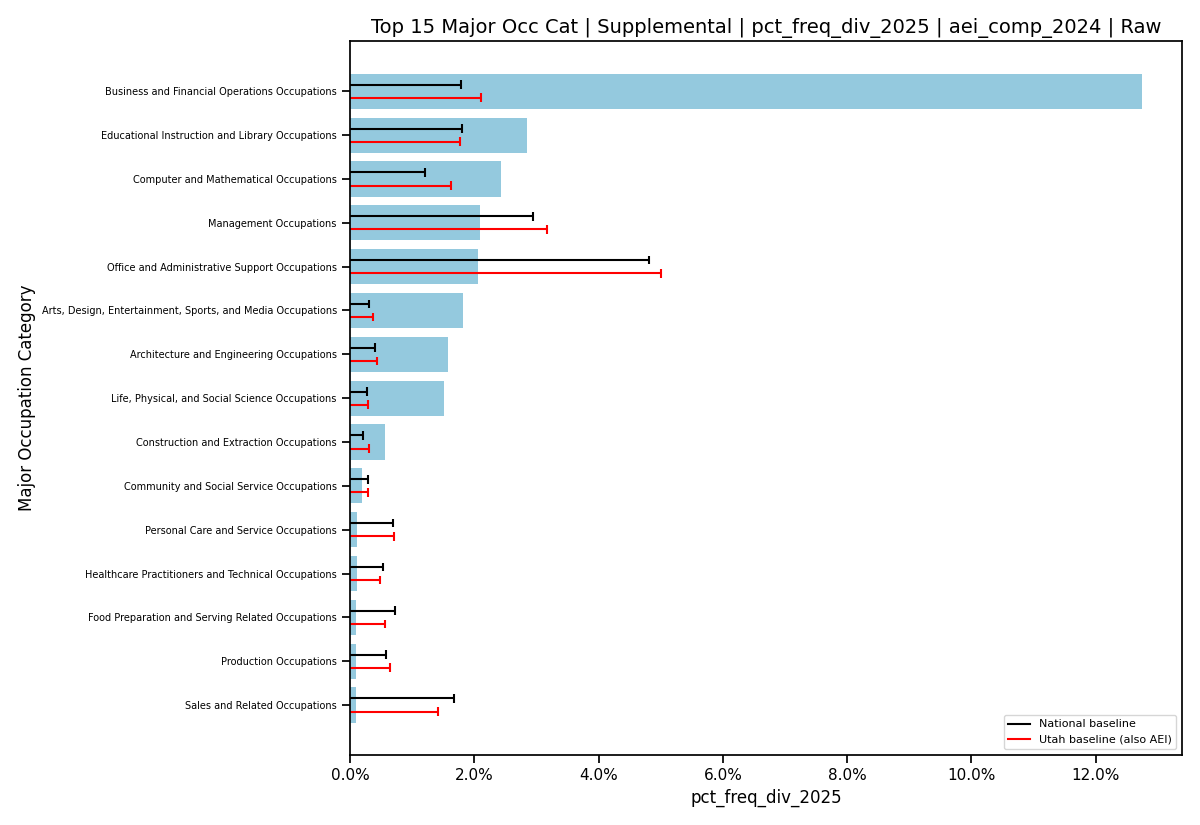 Top 15 Major Occ Cat | Supplemental | pct_freq_div_2025 | aei_comp_2024 | Raw
Major Occupation Category
Business and Financial Operations Occupations
Educational Instruction and Library Occupations
Computer and Mathematical Occupations
Management Occupations
Office and Administrative Support Occupations
Arts, Design, Entertainment, Sports, and Media Occupations
Architecture and Engineering Occupations
Life, Physical, and Social Science Occupations
Construction and Extraction Occupations
Community and Social Service Occupations
Personal Care and Service Occupations
Healthcare Practitioners and Technical Occupations
Food Preparation and Serving Related Occupations
Production Occupations
Sales and Related Occupations
National baseline
Utah baseline (also AEI)
0.0% 2.0% 4.0% 6.0% 8.0% 10.0% 12.0%
pct_freq_div_2025